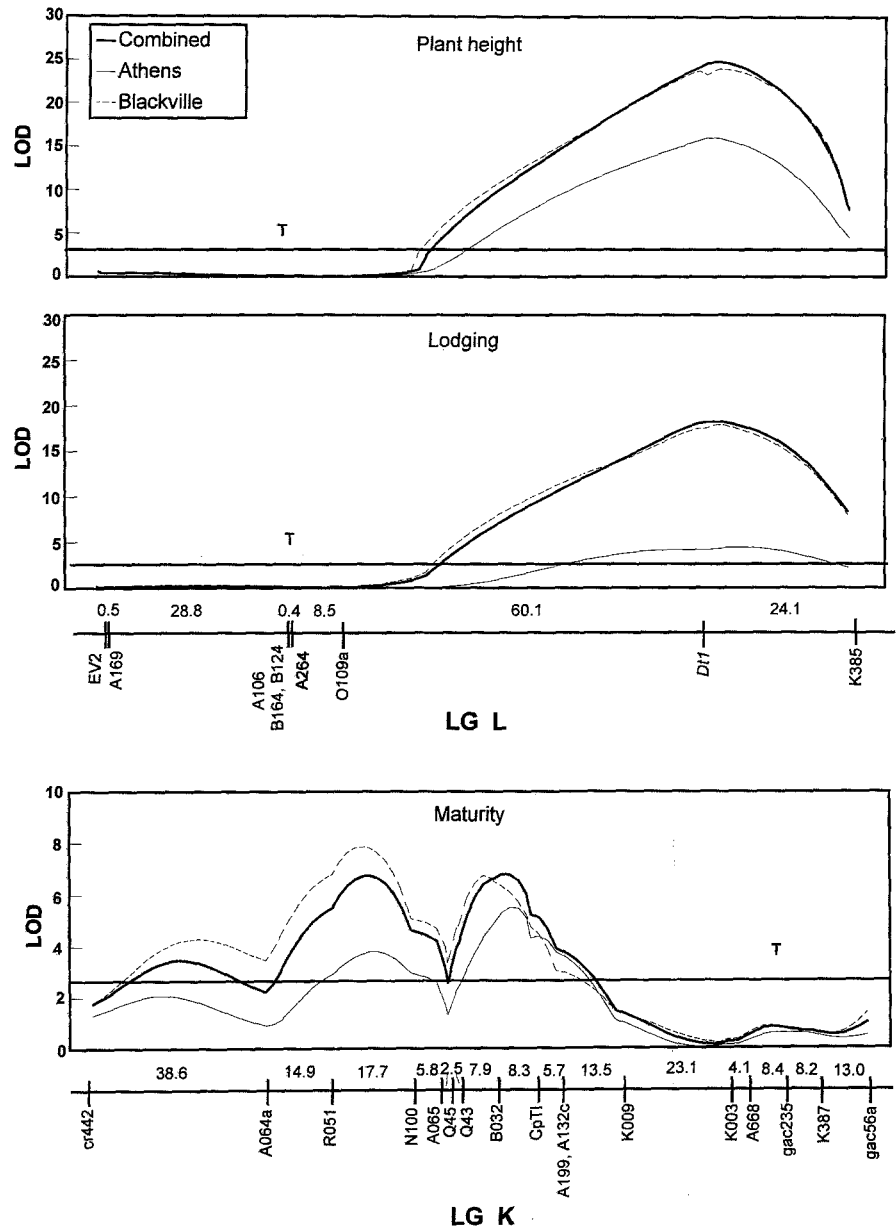 30
25
20
15
10
5
0
LOD
Combined
Athens
Blackville
Plant height
T
30
25
20
15
10
5
0
LOD
Lodging
T
0.5 28.8 0.4 8.5 60.1 24.1
EV2
A169
A106
B164, B124
A264
O109a
Dt1
K385
LG L
10
8
6
4
2
0
LOD
Maturity
T
38.6 14.9 17.7 5.8 2.5 7.9 8.3 5.7 13.5 23.1 4.1 8.4 8.2 13.0
cr442
A064a
R051
N100
A065
Q45
Q43
B032
CpTI
A199, A132c
K009
K003
A668
gac235
K387
gac56a
LG K